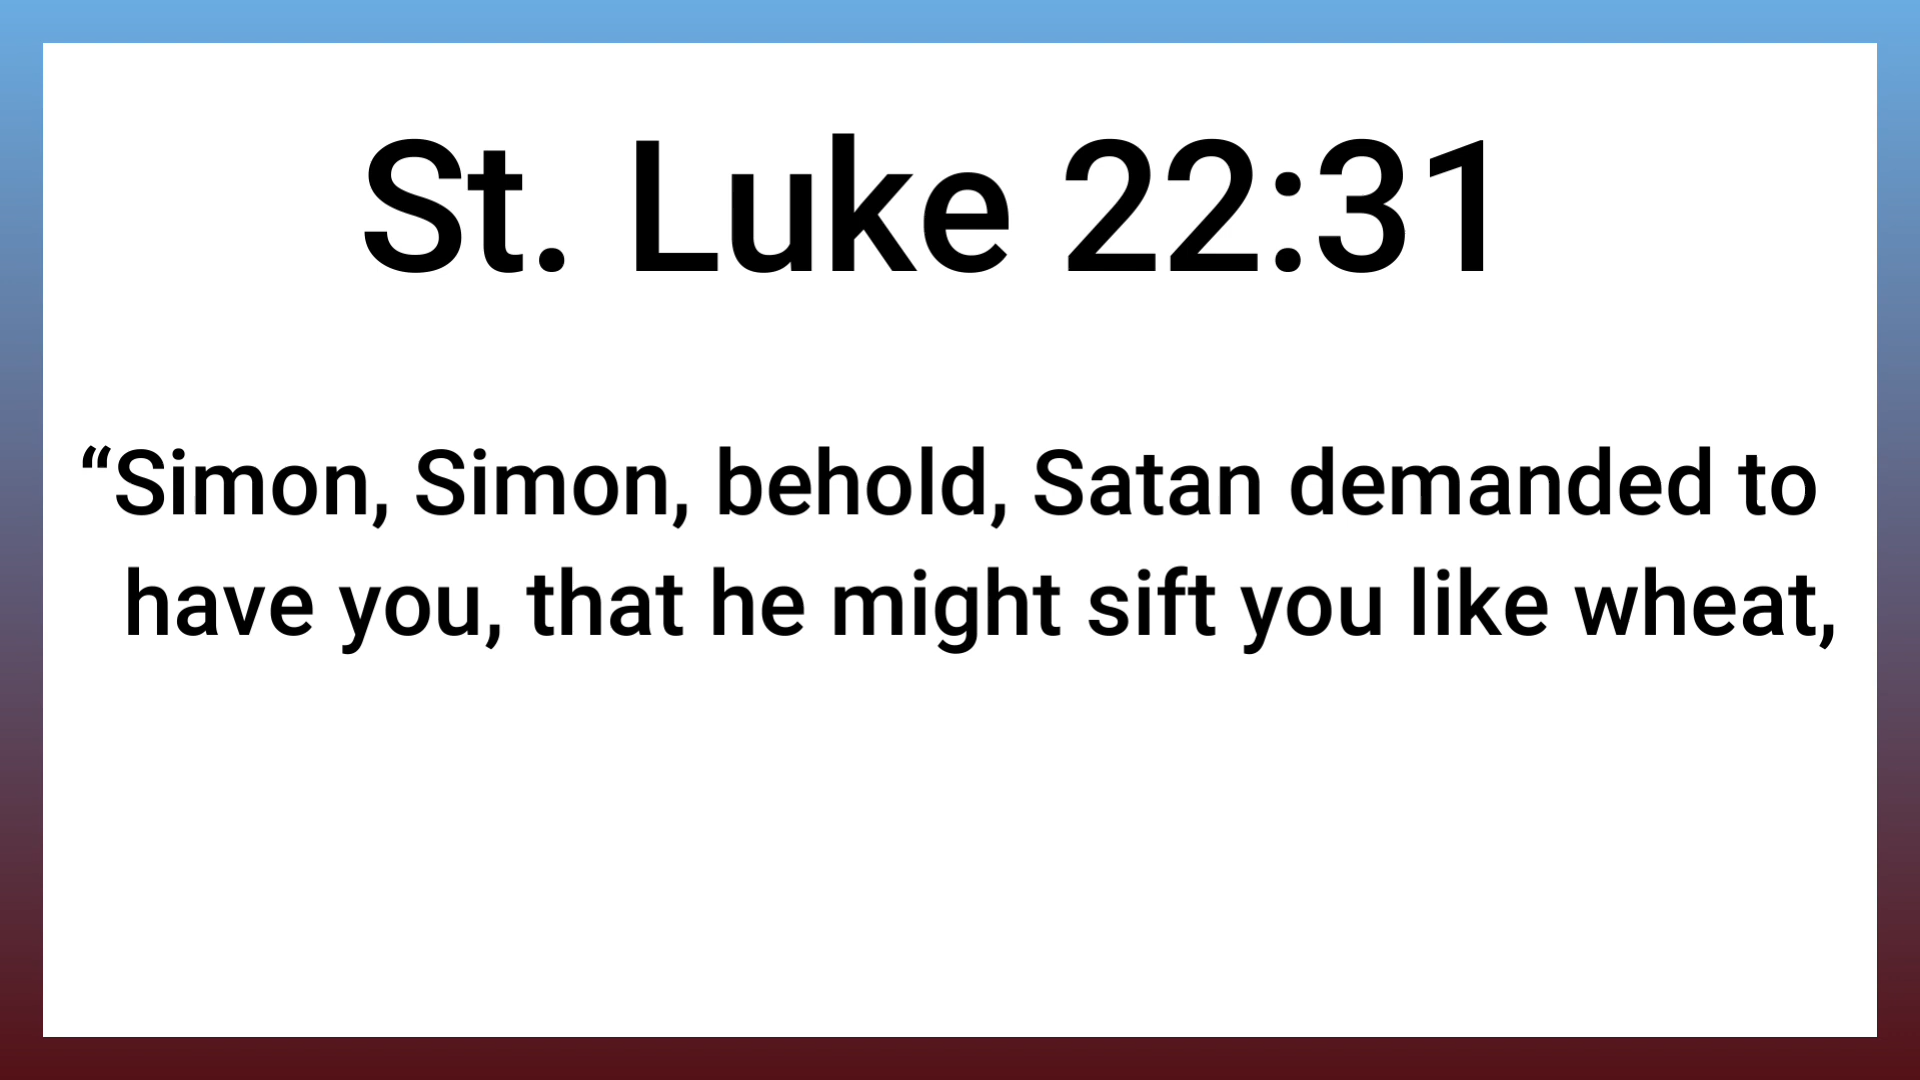 St. Luke 22:31
“Simon, Simon, behold, Satan demanded to
have you, that he might sift you like wheat,